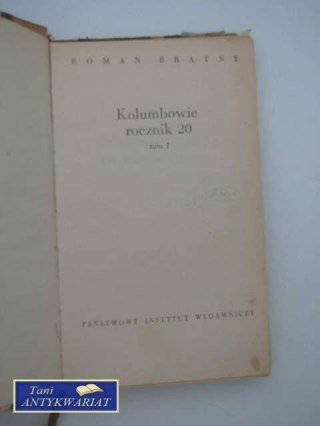 ROMAN BRATNY
Kolumbowie
rocznik 20
tom I
PAŃSTWOWY INSTYTUT WYDAWNICZY
Tani
ANTYKWARIAT